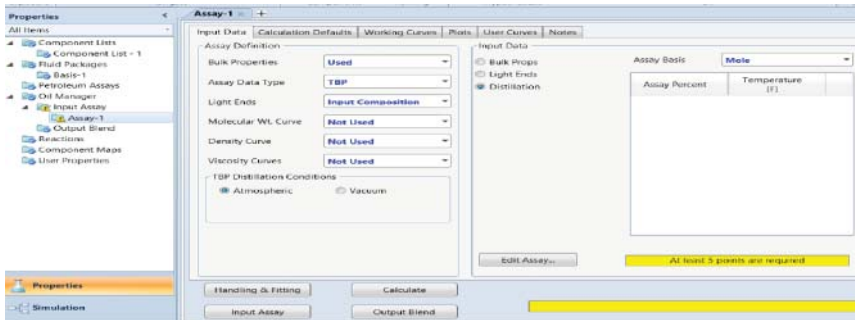 Properties <
All Items
Component Lists
Component List - 1
Fluid Packages
Basis-1
Petroleum Assays
Oil Manager
Input Assay
Assay-1
Output Blend
Reactions
Component Maps
User Properties
Properties
Simulation
Assay-1 +
Input Data Calculation Defaults Working Curves Plots User Curves Notes
Assay Definition
Bulk Properties Used
Assay Data Type TBP
Light Ends Input Composition
Molecular Wt. Curve Not Used
Density Curve Not Used
Viscosity Curves Not Used
TBP Distillation Conditions
Atmospheric Vacuum
Input Data
Bulk Props
Light Ends
Distillation
Assay Basis Mole
Assay Percent Temperature
[F]
Edit Assay...
At least 5 points are required
Handling & Fitting Calculate
Input Assay Output Blend